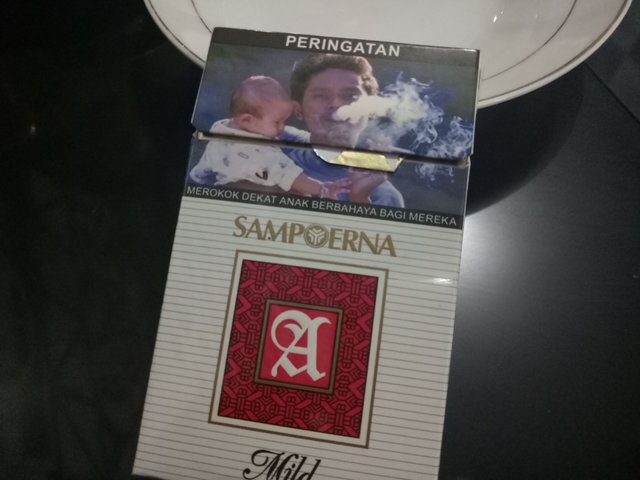 PERINGATAN
MEROKOK DEKAT ANAK BERBAHAYA BAGI MEREKA
SAMPOERNA
A
Mild